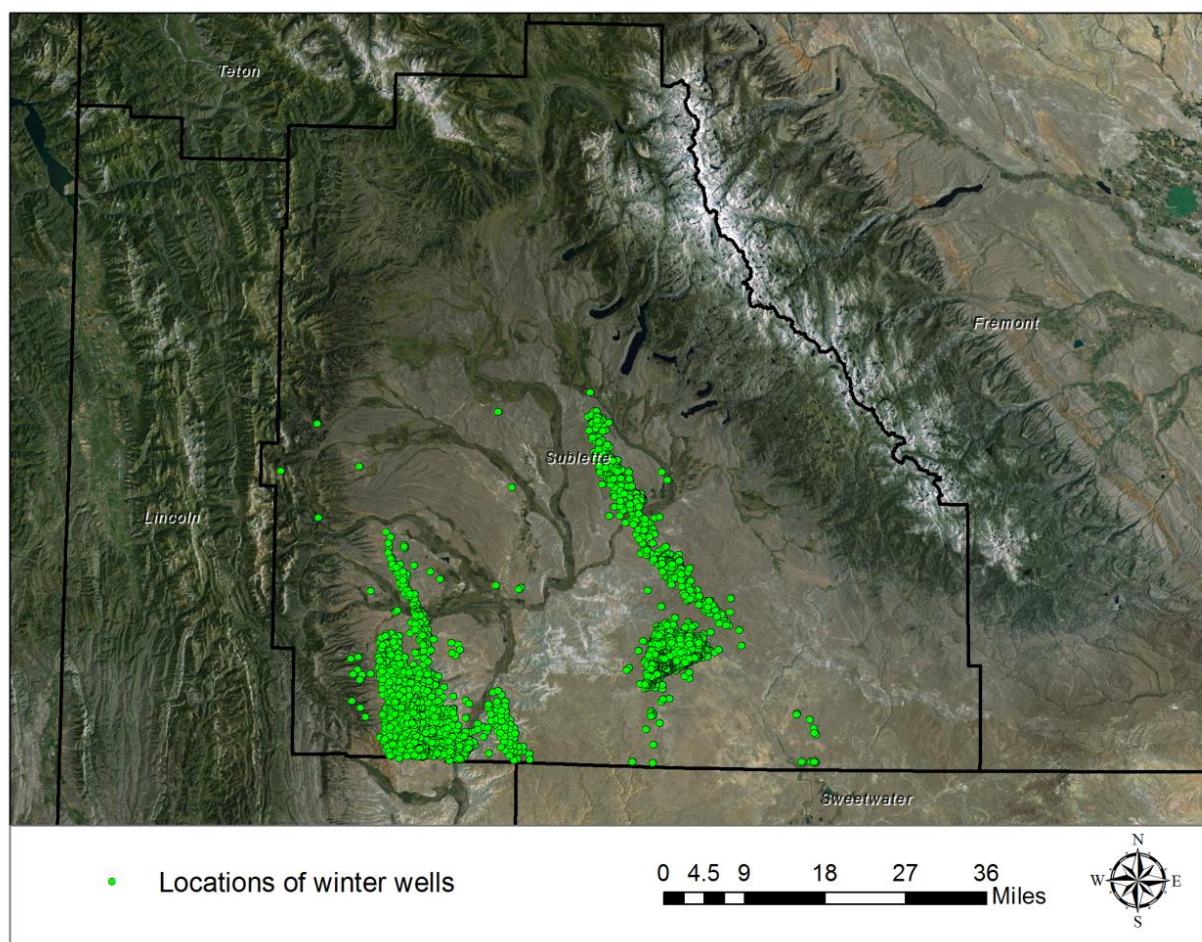 Teton
Fremont
Sublette
Lincoln
Sweetwater
Locations of winter wells
0 4.5 9 18 27 36
Miles
N
W E
S